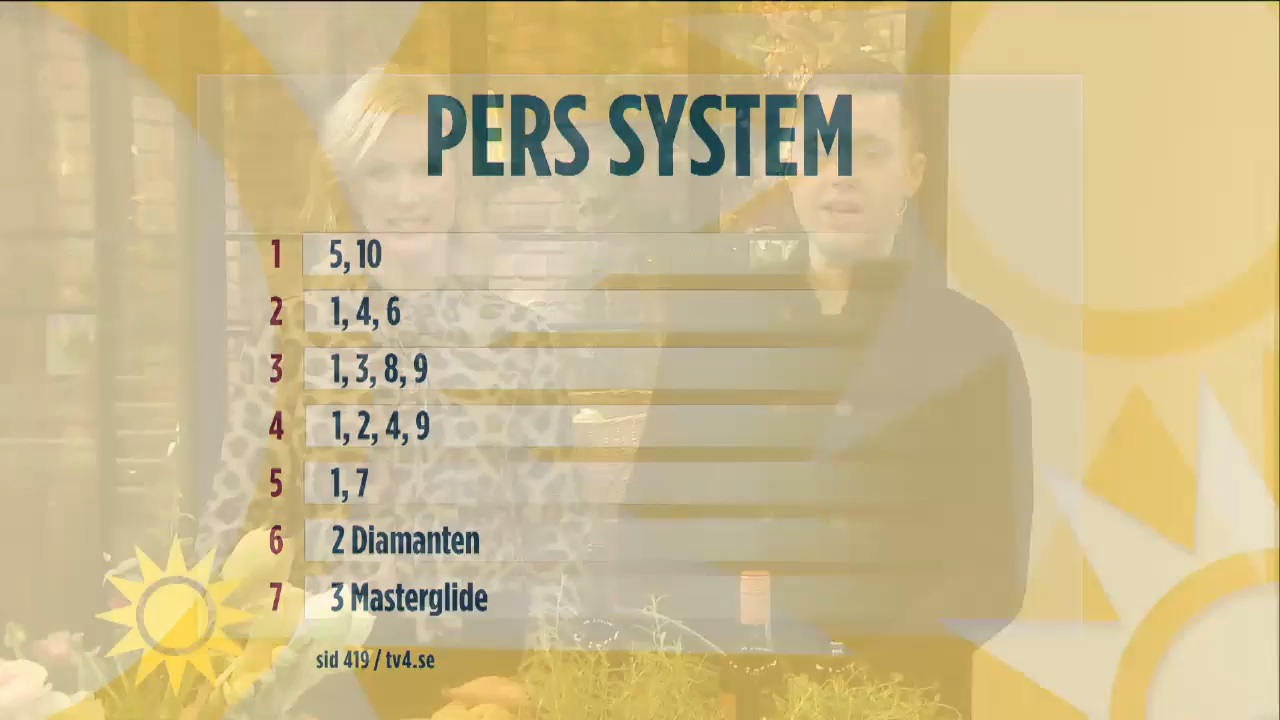 PERS SYSTEM
1 5, 10
2 1, 4, 6
3 1, 3, 8, 9
4 1, 2, 4, 9
5 1, 7
6 2 Diamanten
7 3 Masterglide
sid 419 / tv4.se